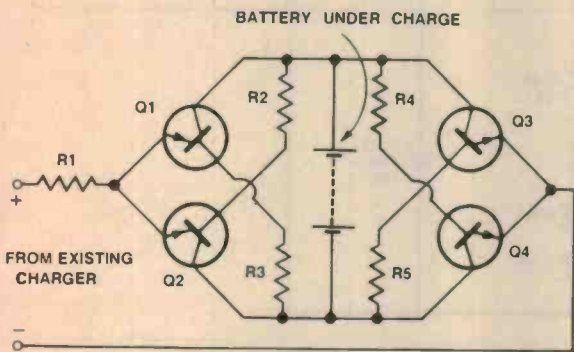 BATTERY UNDER CHARGE
Q1
R2
R4
Q3
R1
+
FROM EXISTING
CHARGER
Q2
R3
R5
Q4
−